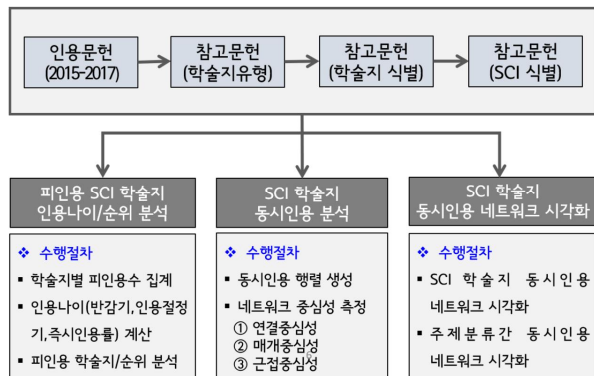 인용문헌
(2015-2017)
참고문헌
(학술지유형)
참고문헌
(학술지 식별)
참고문헌
(SCI 식별)
피인용 SCI 학술지
인용나이/순위 분석
❖ 수행절차
▪ 학술지별 피인용수 집계
▪ 인용나이(반감기,인용절정
기,즉시인용률) 계산
▪ 피인용 학술지/순위 분석
SCI 학술지
동시인용 분석
❖ 수행절차
▪ 동시인용 행렬 생성
▪ 네트워크 중심성 측정
① 연결중심성
② 매개중심성
③ 근접중심성
SCI 학술지
동시인용 네트워크 시각화
❖ 수행절차
▪ SCI 학술지 동시인용
네트워크 시각화
▪ 주제분류간 동시인용
네트워크 시각화